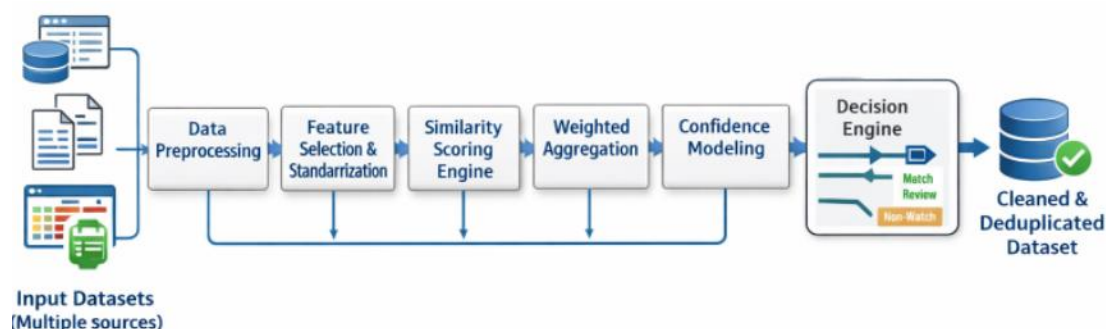 Data
Preprocessing
Feature
Selection &
Standarrization
Similarity
Scoring
Engine
Weighted
Aggregation
Confidence
Modeling
Decision
Engine
Match
Review
Non-Watch
Cleaned &
Deduplicated
Dataset
Input Datasets
(Multiple sources)